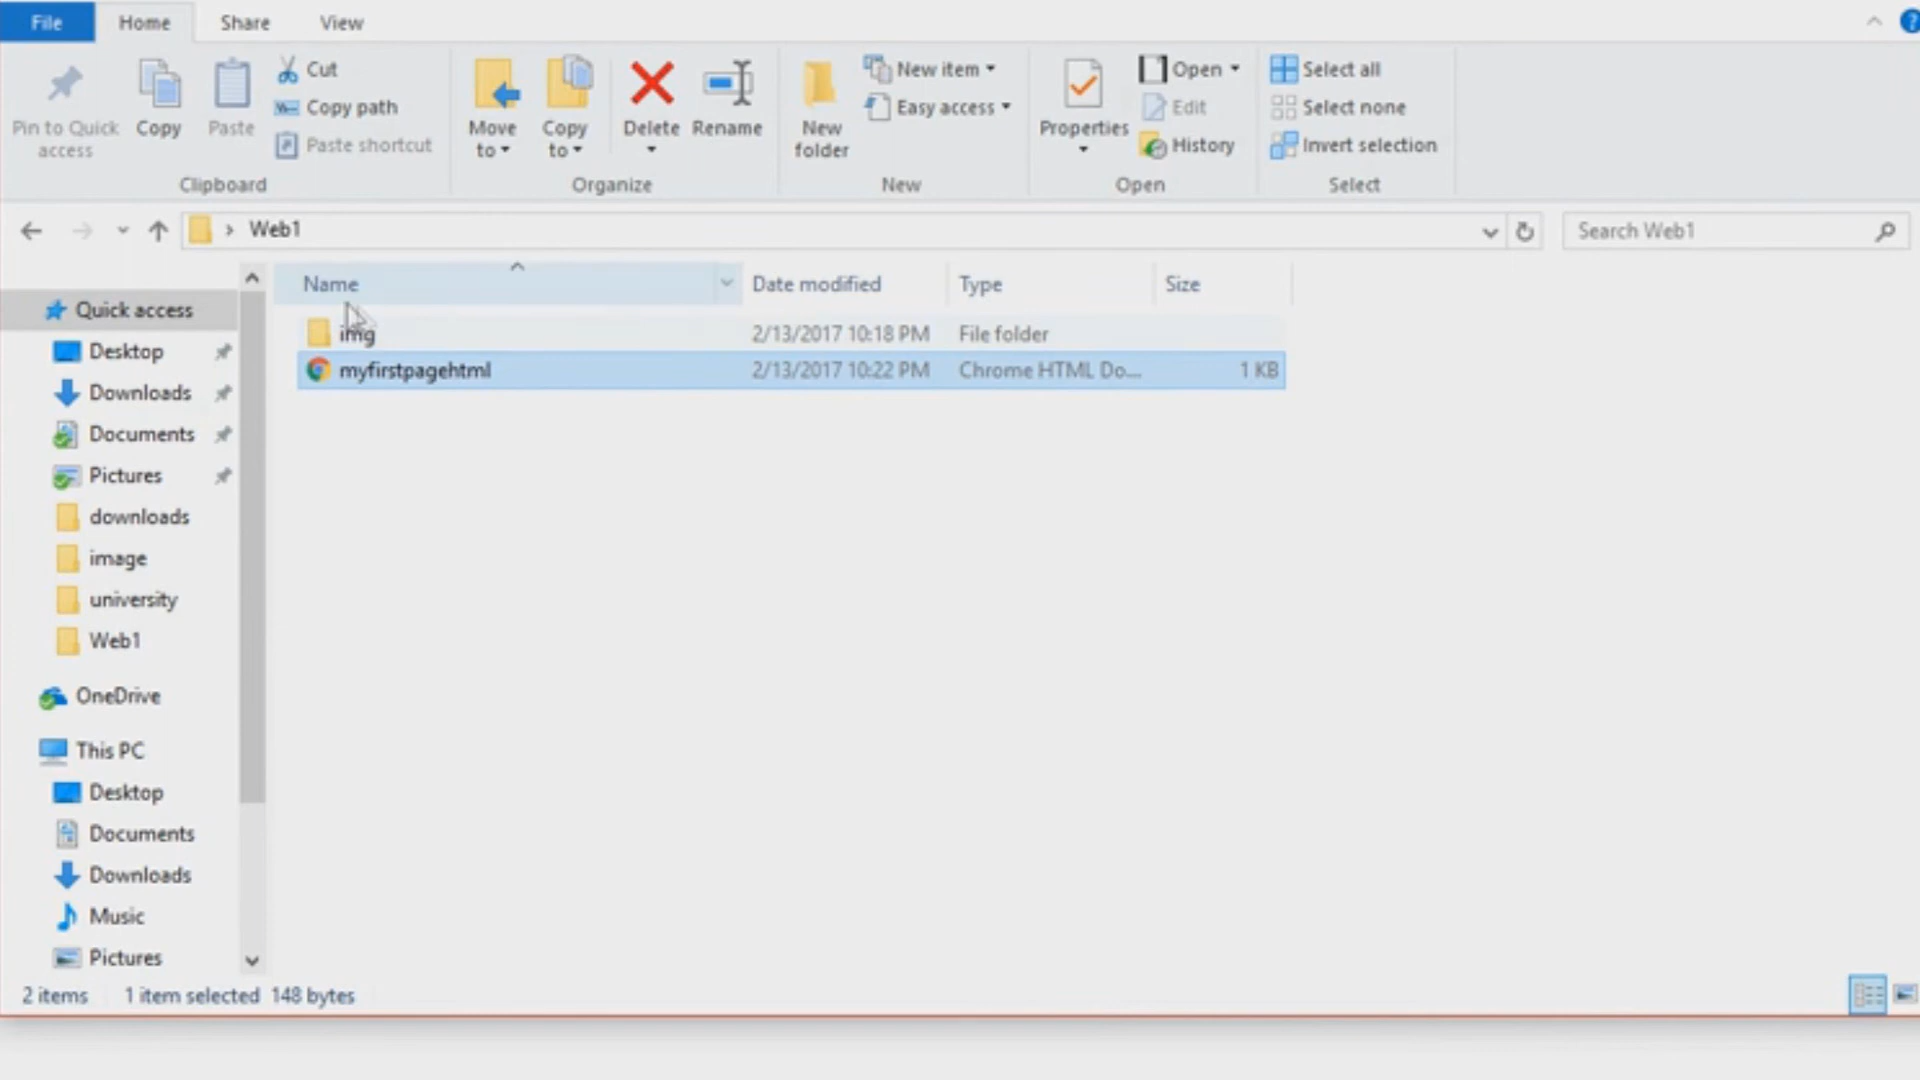 File Home Share View
Pin to Quick access
Copy
Paste
Cut
Copy path
Paste shortcut
Clipboard
Move to
Copy to
Delete
Rename
Organize
New folder
New item
Easy access
New
Properties
Open
Edit
History
Open
Select all
Select none
Invert selection
Select
Web1
Search Web1
Name Date modified Type Size
img 2/13/2017 10:18 PM File folder
myfirstpagehtml 2/13/2017 10:22 PM Chrome HTML Do... 1 KB
Quick access
Desktop
Downloads
Documents
Pictures
downloads
image
university
Web1
OneDrive
This PC
Desktop
Documents
Downloads
Music
Pictures
2 items 1 item selected 148 bytes